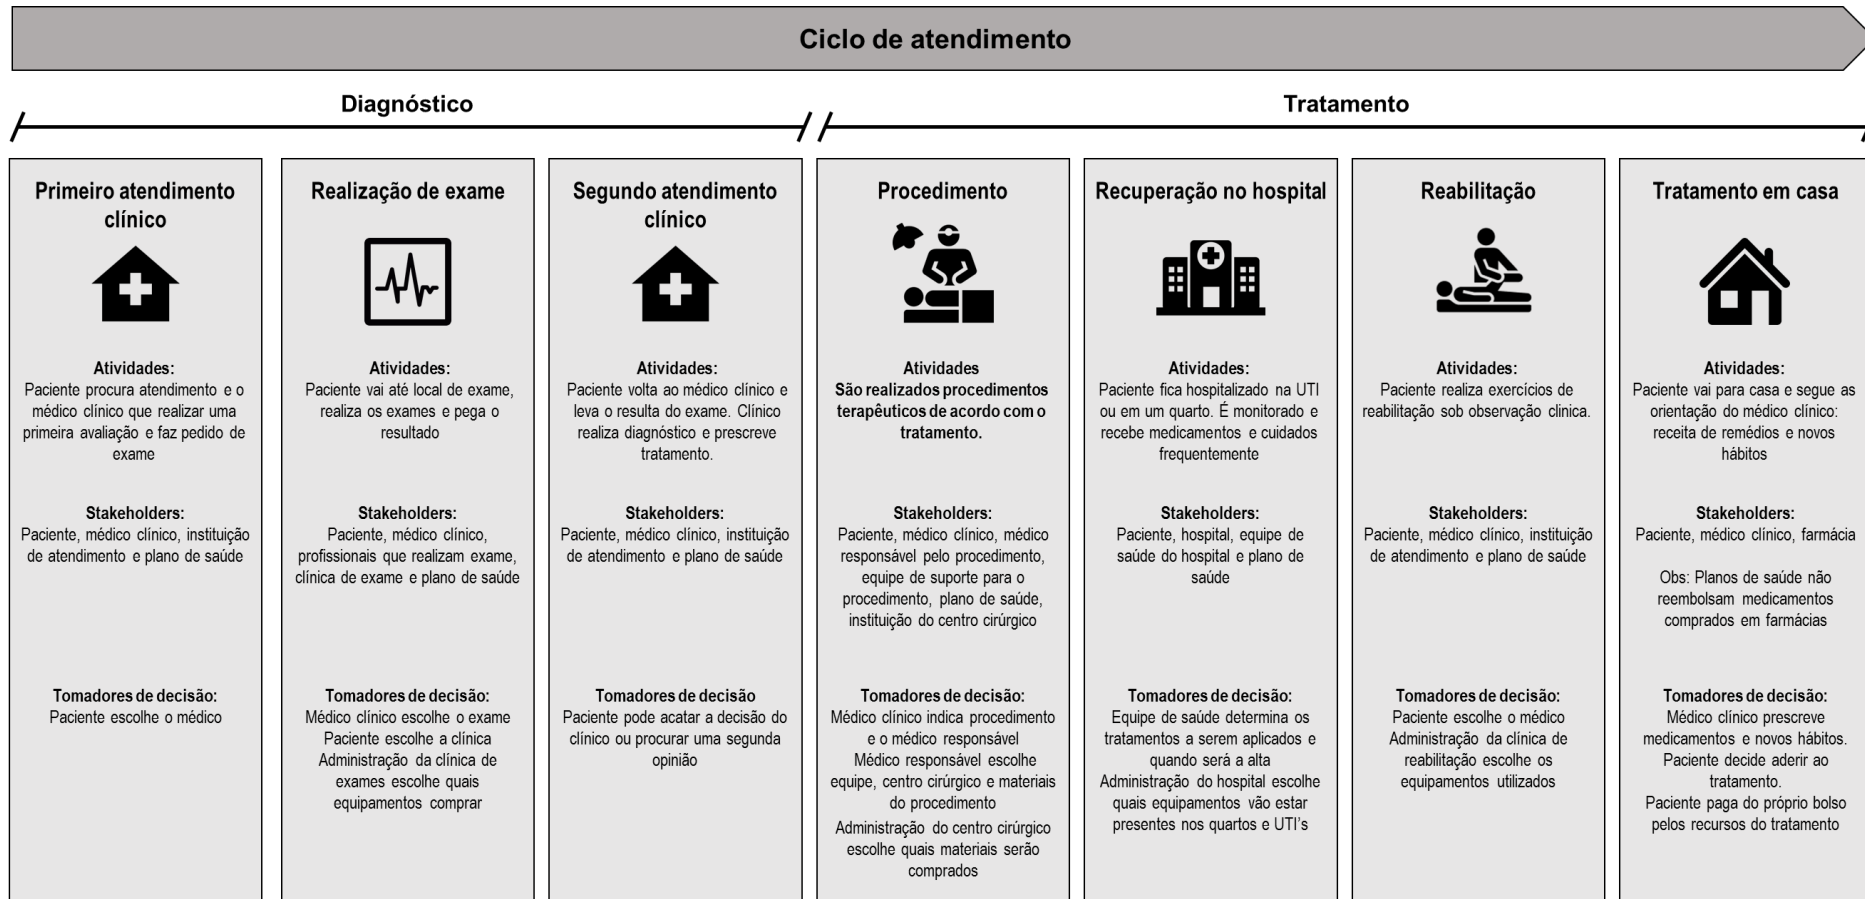 Ciclo de atendimento
Diagnóstico
Tratamento
Primeiro atendimento
clínico
Atividades:
Paciente procura atendimento e o
médico clínico que realizar uma
primeira avaliação e faz pedido de
exame
Stakeholders:
Paciente, médico clínico, instituição
de atendimento e plano de saúde
Tomadores de decisão:
Paciente escolhe o médico
Realização de exame
Atividades:
Paciente vai até local de exame,
realiza os exames e pega o
resultado
Stakeholders:
Paciente, médico clínico,
profissionais que realizam exame,
clínica de exame e plano de saúde
Tomadores de decisão:
Médico clínico escolhe o exame
Paciente escolhe a clínica
Administração da clínica de
exames escolhe quais
equipamentos comprar
Segundo atendimento
clínico
Atividades:
Paciente volta ao médico clínico e
leva o resulta do exame. Clínico
realiza diagnóstico e prescreve
tratamento.
Stakeholders:
Paciente, médico clínico, instituição
de atendimento e plano de saúde
Tomadores de decisão
Paciente pode acatar a decisão do
clínico ou procurar uma segunda
opinião
Procedimento
Atividades
São realizados procedimentos
terapêuticos de acordo com o
tratamento.
Stakeholders:
Paciente, médico clínico, médico
responsável pelo procedimento,
equipe de suporte para o
procedimento, plano de saúde,
instituição do centro cirúrgico
Tomadores de decisão:
Médico clínico indica procedimento
e o médico responsável
Médico responsável escolhe
equipe, centro cirúrgico e materiais
do procedimento
Administração do centro cirúrgico
escolhe quais materiais serão
comprados
Recuperação no hospital
Atividades:
Paciente fica hospitalizado na UTI
ou em um quarto. É monitorado e
recebe medicamentos e cuidados
frequentemente
Stakeholders:
Paciente, hospital, equipe de
saúde do hospital e plano de
saúde
Tomadores de decisão:
Equipe de saúde determina os
tratamentos a serem aplicados e
quando será a alta
Administração do hospital escolhe
quais equipamentos vão estar
presentes nos quartos e UTI's
Reabilitação
Atividades:
Paciente realiza exercícios de
reabilitação sob observação clinica.
Stakeholders:
Paciente, médico clínico, instituição
de atendimento e plano de saúde
Tomadores de decisão:
Paciente escolhe o médico
Administração da clínica de
reabilitação escolhe os
equipamentos utilizados
Tratamento em casa
Atividades:
Paciente vai para casa e segue as
orientação do médico clínico:
receita de remédios e novos
hábitos
Stakeholders:
Paciente, médico clínico, farmácia
Obs: Planos de saúde não
reembolsam medicamentos
comprados em farmácias
Tomadores de decisão:
Médico clínico prescreve
medicamentos e novos hábitos.
Paciente decide aderir ao
tratamento.
Paciente paga do próprio bolso
pelos recursos do tratamento